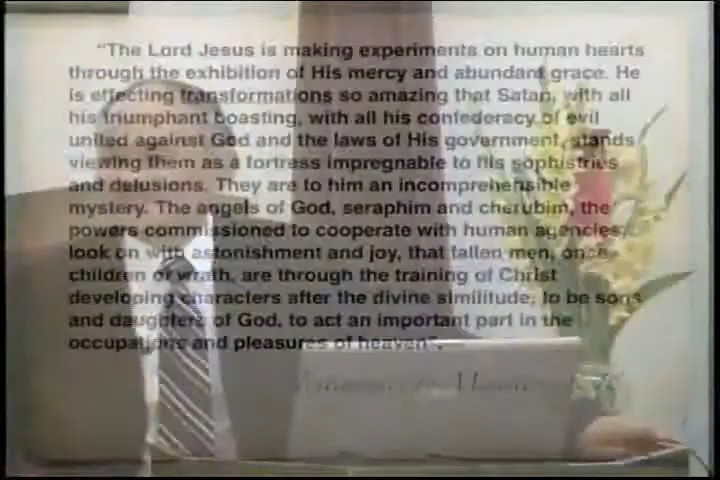 "The Lord Jesus is making experiments on human hearts
through the exhibition of His mercy and abundant grace. He
is effecting transformations so amazing that Satan, with all
his triumphant boasting, with all his confederacy of evil
united against God and the laws of His government, stands
viewing them as a fortress impregnable to his sophistries
and delusions. They are to him an incomprehensible
mystery. The angels of God, seraphim and cherubim, the
powers commissioned to cooperate with human agencies,
look on with astonishment and joy, that fallen men, once
children of wrath, are through the training of Christ
developing characters after the divine similitude, to be sons
and daughters of God, to act an important part in the
occupations and pleasures of heaven".